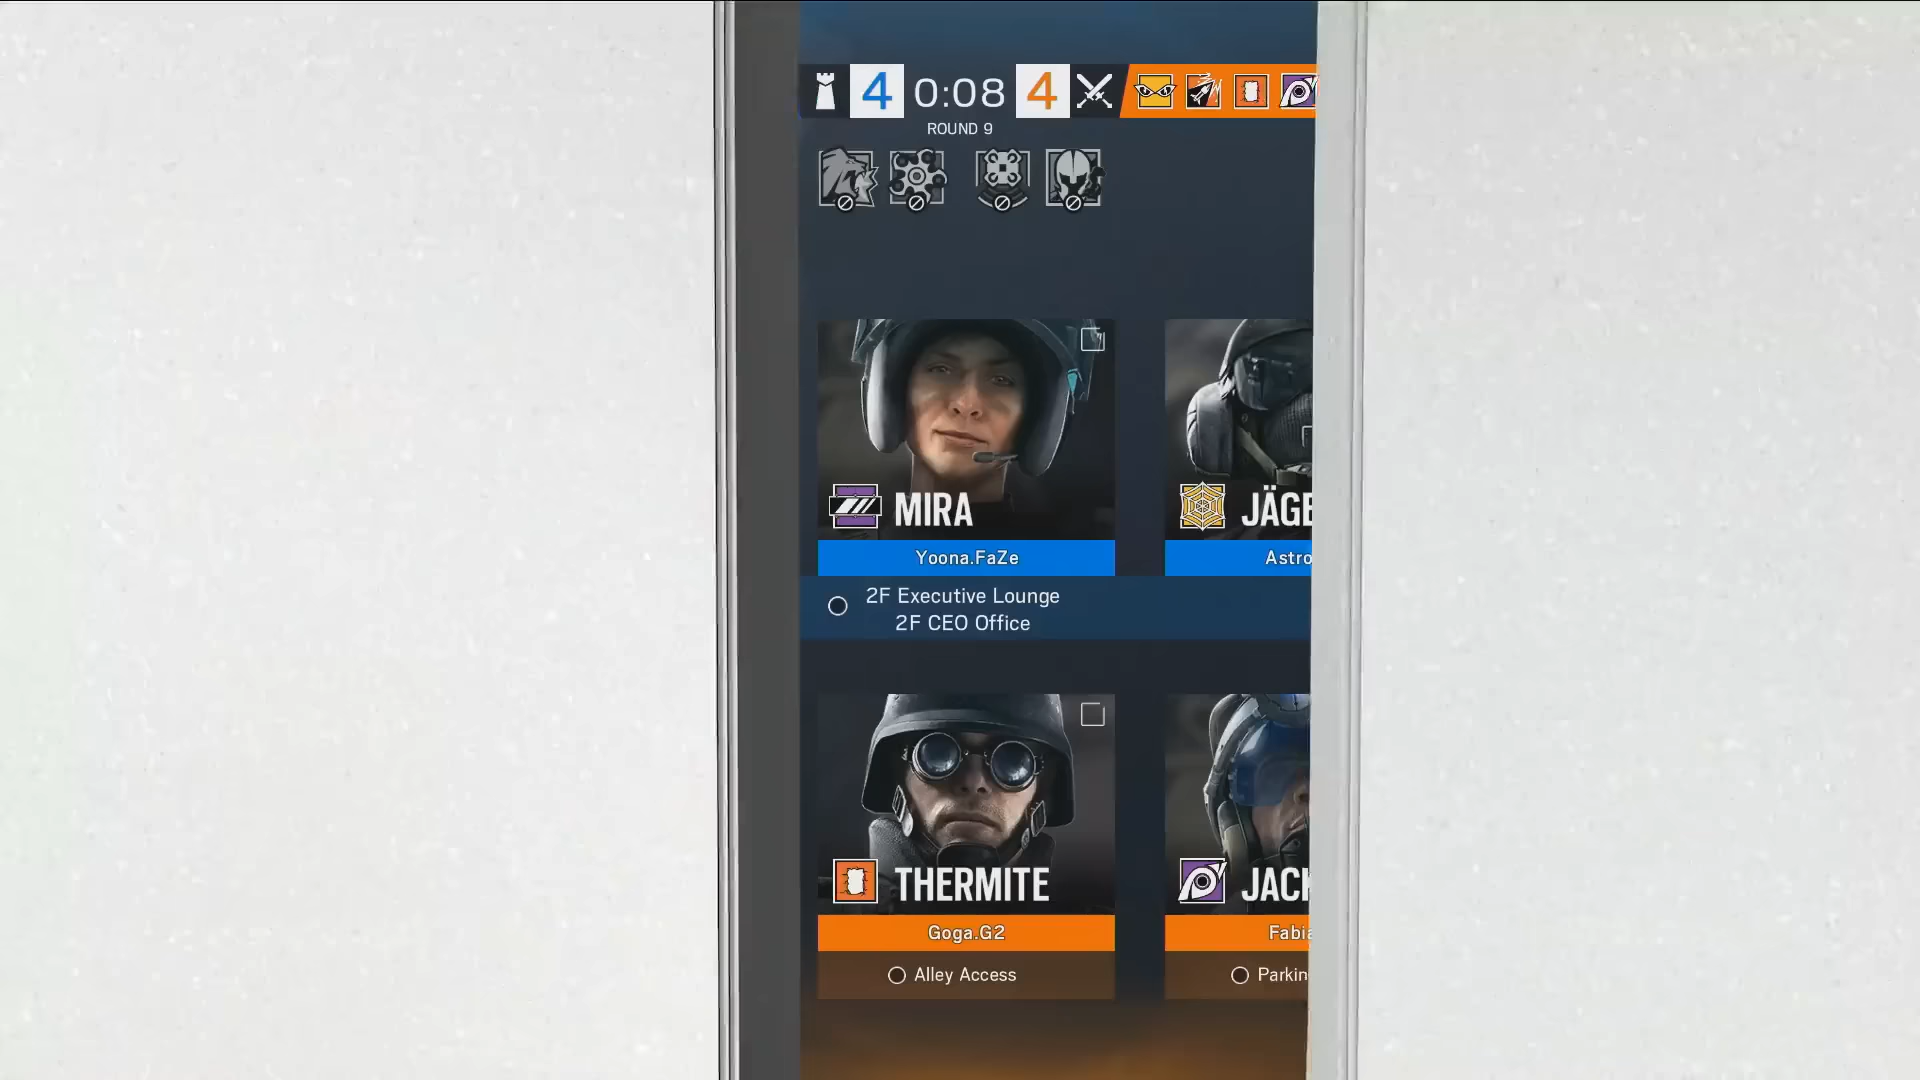 4 0:08 4
ROUND 9
MIRA
Yoona.FaZe
Astro
2F Executive Lounge
2F CEO Office
THERMITE
Goga.G2
Alley Access